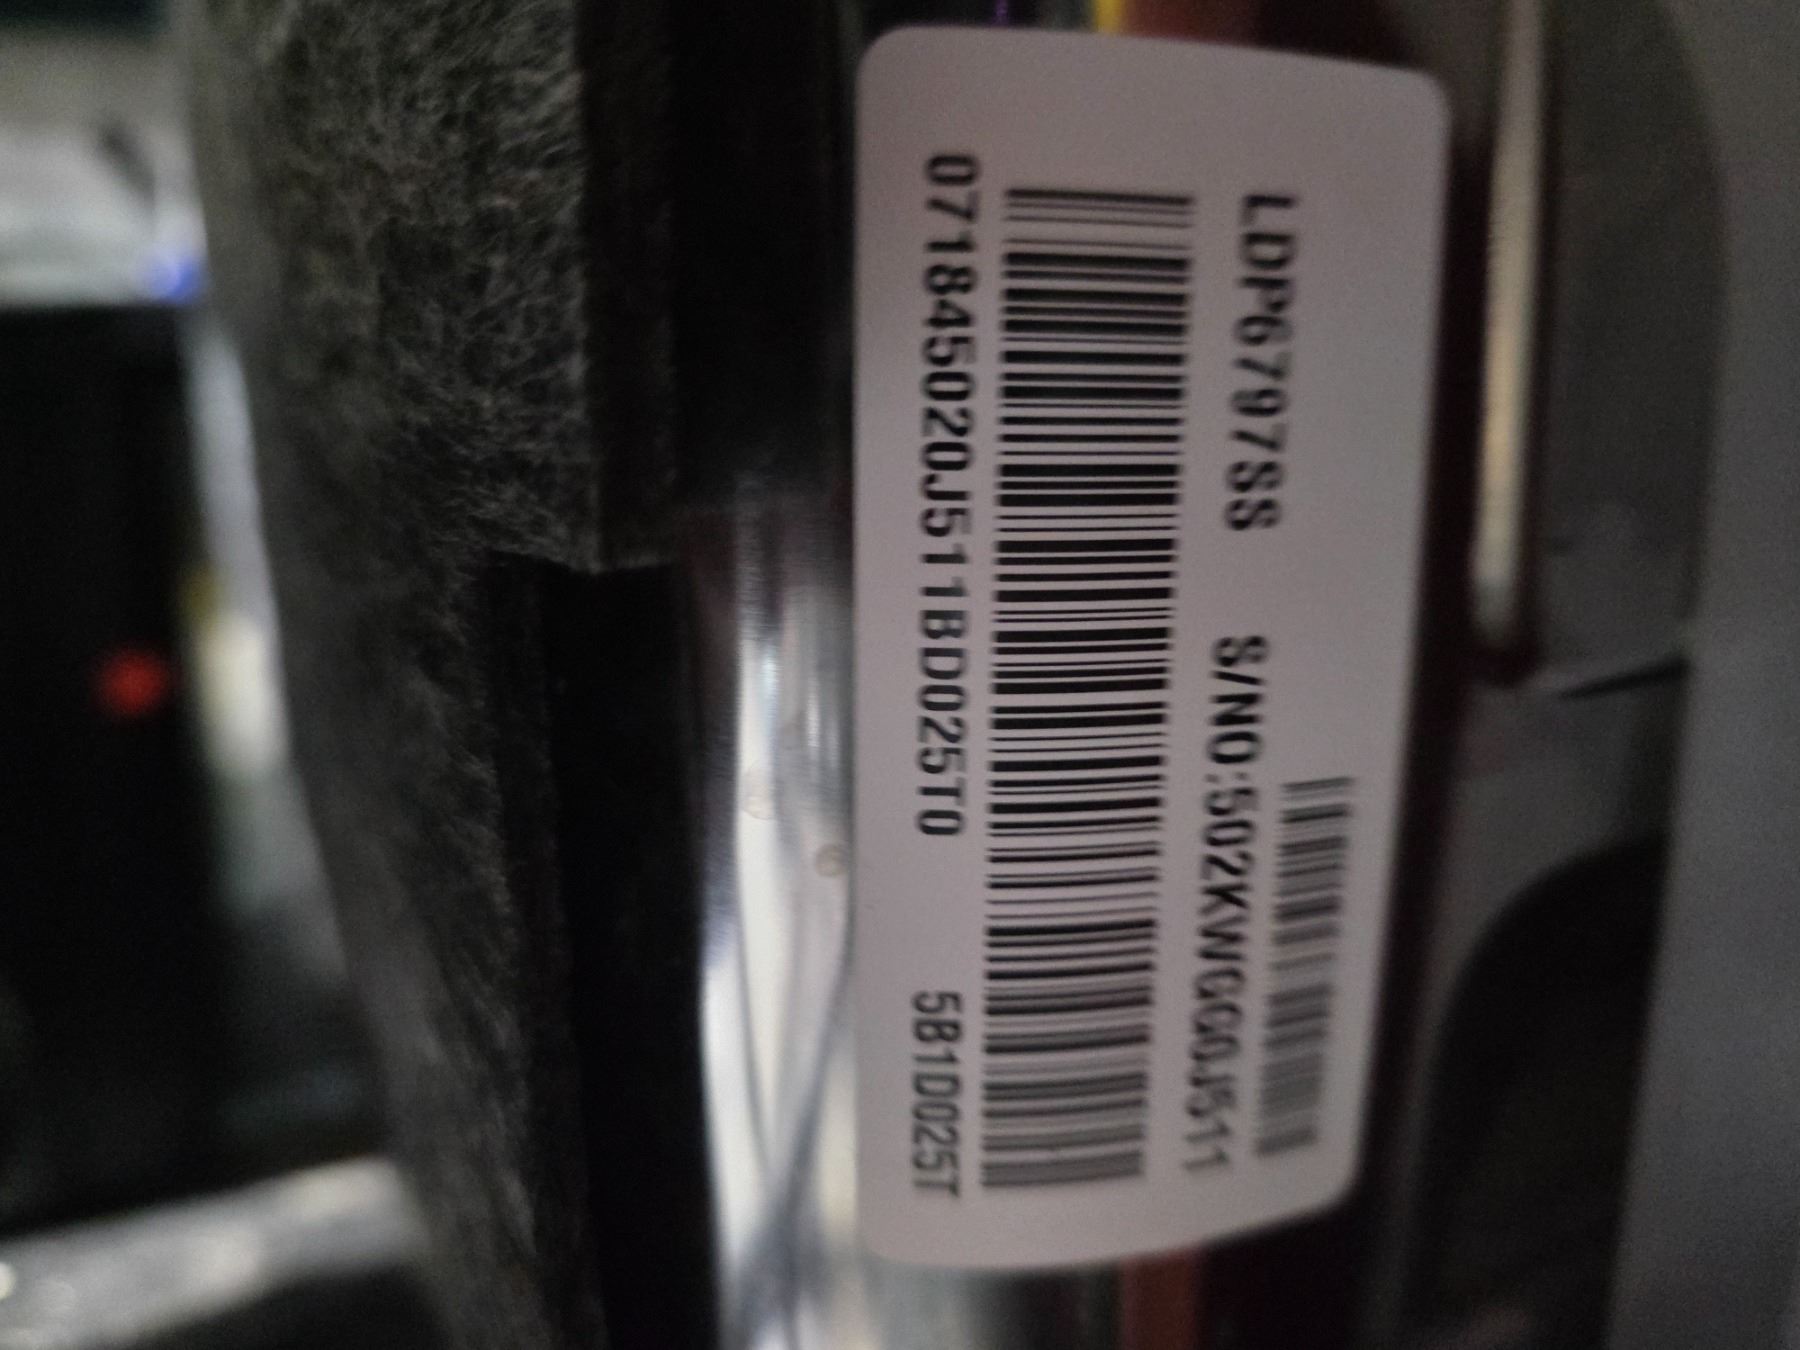 LDP6797SS S/NO:502KWGG0J511
071845020J511BD025T0 5B1D025T